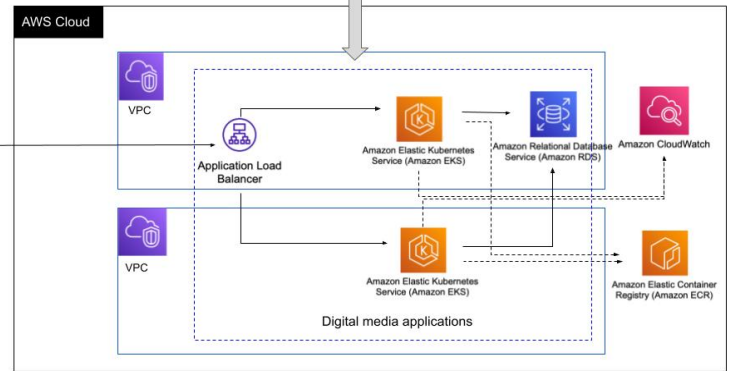 AWS Cloud
VPC
Application Load
Balancer
Amazon Elastic Kubernetes
Service (Amazon EKS)
Amazon Relational Database
Service (Amazon RDS)
Amazon CloudWatch
VPC
Amazon Elastic Kubernetes
Service (Amazon EKS)
Amazon Elastic Container
Registry (Amazon ECR)
Digital media applications